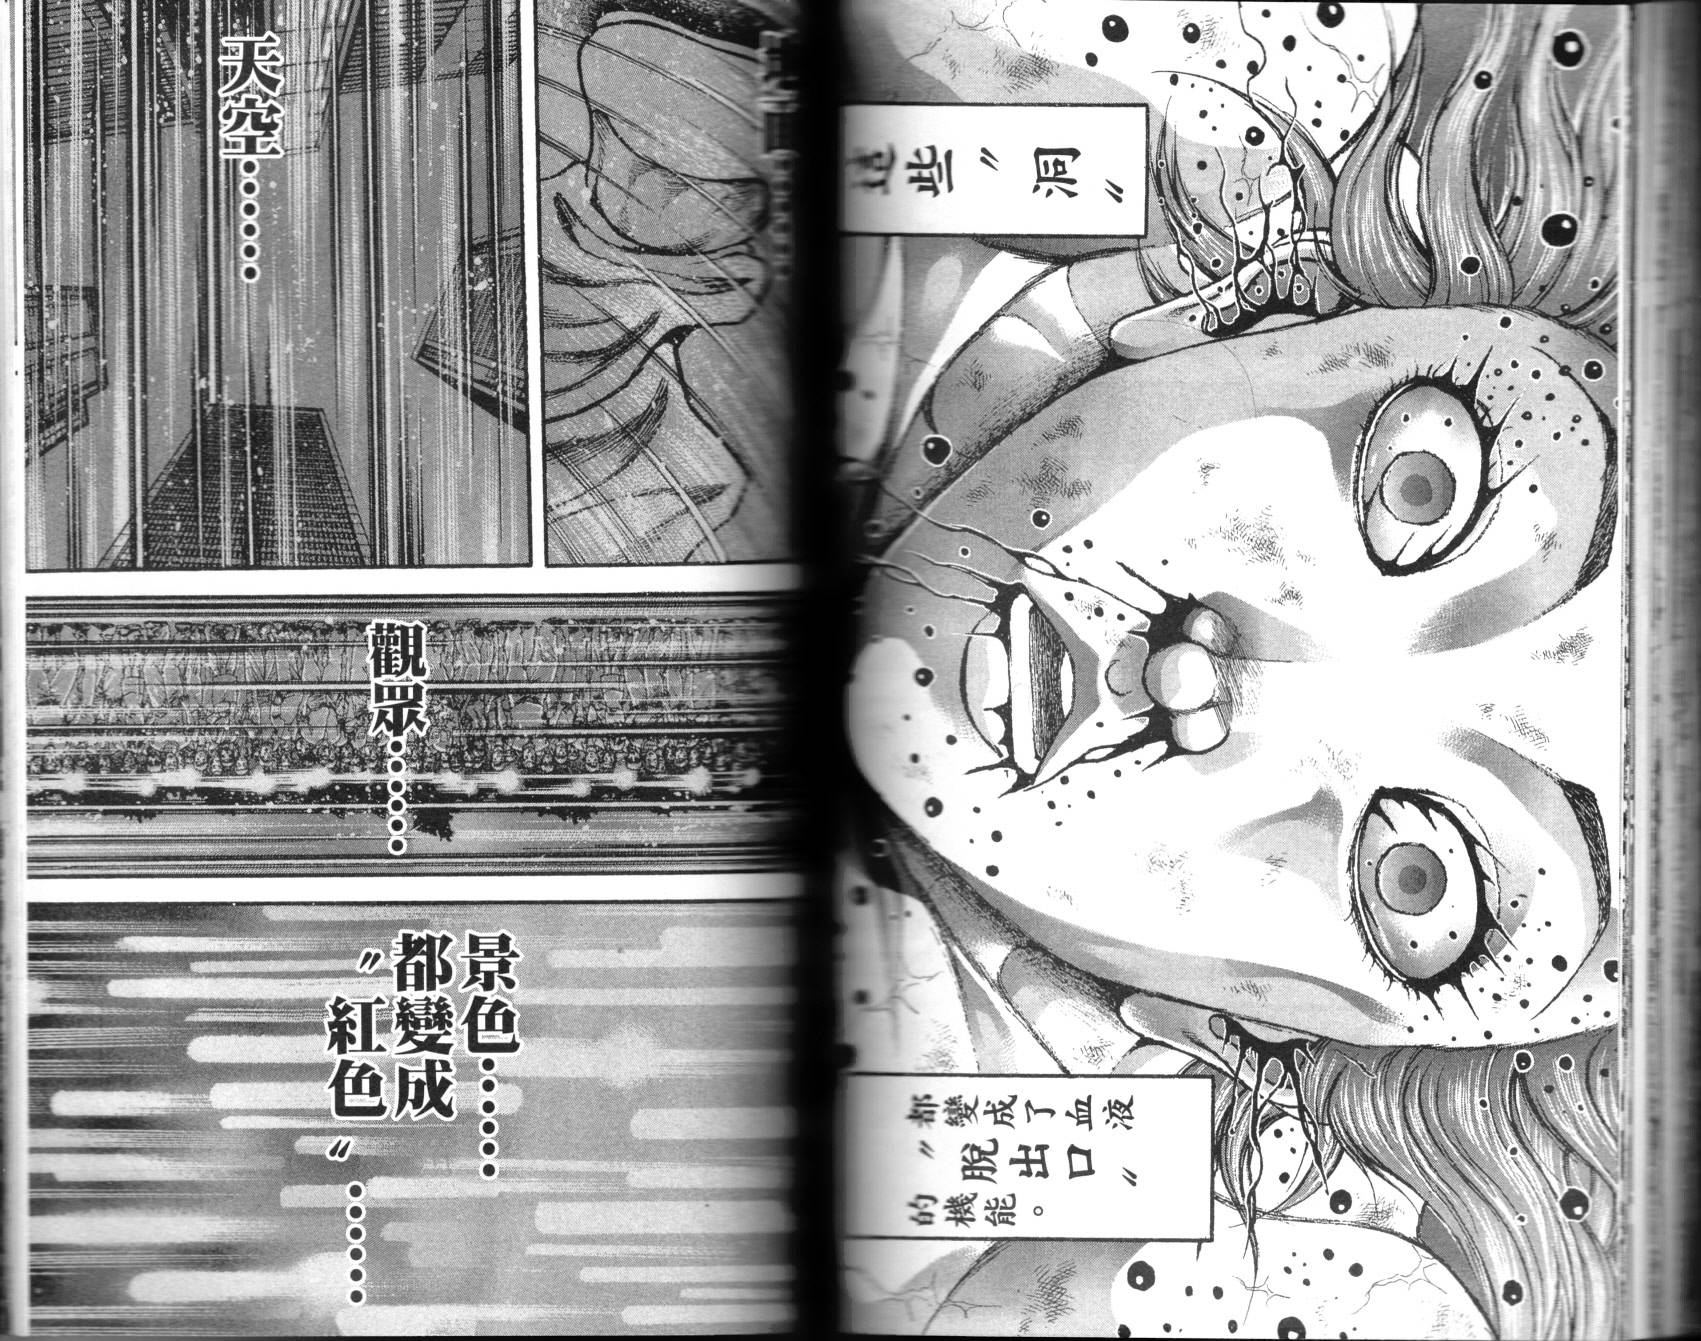 這些〝洞〞
都變成了血液
〝脫出口〞
的機能。
天空………
觀眾………
景色………
都變成
〝紅色〞………